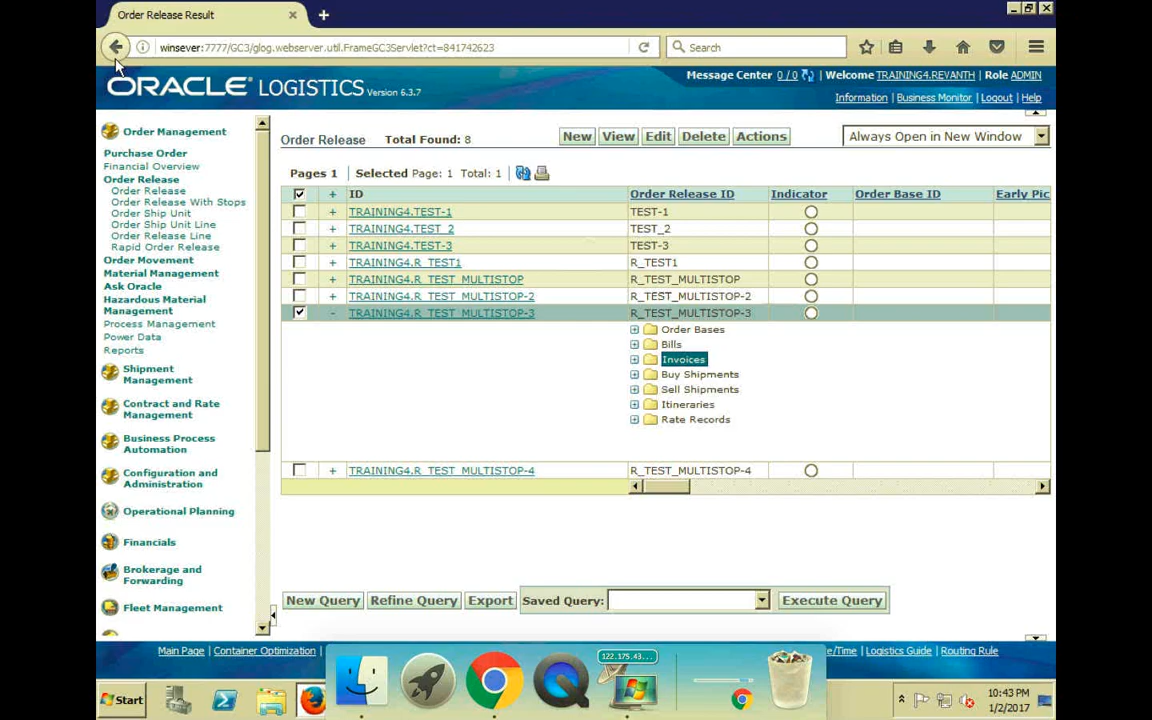 Order Release Result
winsever:7777/GC3/glog.webserver.util.FrameGC3Servlet?ct=841742623
Search
ORACLE LOGISTICS Version 6.3.7
Message Center 0 / 0 | Welcome TRAINING4.REVANTH | Role ADMIN
Information | Business Monitor | Logout | Help
Order Management
Purchase Order
Financial Overview
Order Release
Order Release
Order Release With Stops
Order Ship Unit
Order Ship Unit Line
Order Release Line
Rapid Order Release
Order Movement
Material Management
Ask Oracle
Hazardous Material
Management
Process Management
Power Data
Reports
Shipment
Management
Contract and Rate
Management
Business Process
Automation
Configuration and
Administration
Operational Planning
Financials
Brokerage and
Forwarding
Fleet Management
Order Release Total Found: 8
New View Edit Delete Actions
Always Open in New Window
Pages 1 Selected Page: 1 Total: 1
+ ID Order Release ID Indicator Order Base ID Early Pic
+ TRAINING4.TEST-1 TEST-1
+ TRAINING4.TEST_2 TEST_2
+ TRAINING4.TEST-3 TEST-3
+ TRAINING4.R_TEST1 R_TEST1
+ TRAINING4.R_TEST_MULTISTOP R_TEST_MULTISTOP
+ TRAINING4.R_TEST_MULTISTOP-2 R_TEST_MULTISTOP-2
- TRAINING4.R_TEST_MULTISTOP-3 R_TEST_MULTISTOP-3
Order Bases
Bills
Invoices
Buy Shipments
Sell Shipments
Itineraries
Rate Records
+ TRAINING4.R_TEST_MULTISTOP-4 R_TEST_MULTISTOP-4
New Query Refine Query Export Saved Query: Execute Query
Main Page | Container Optimization |
/Time | Logistics Guide | Routing Rule
122.175.43...
Start
10:43 PM
1/2/2017